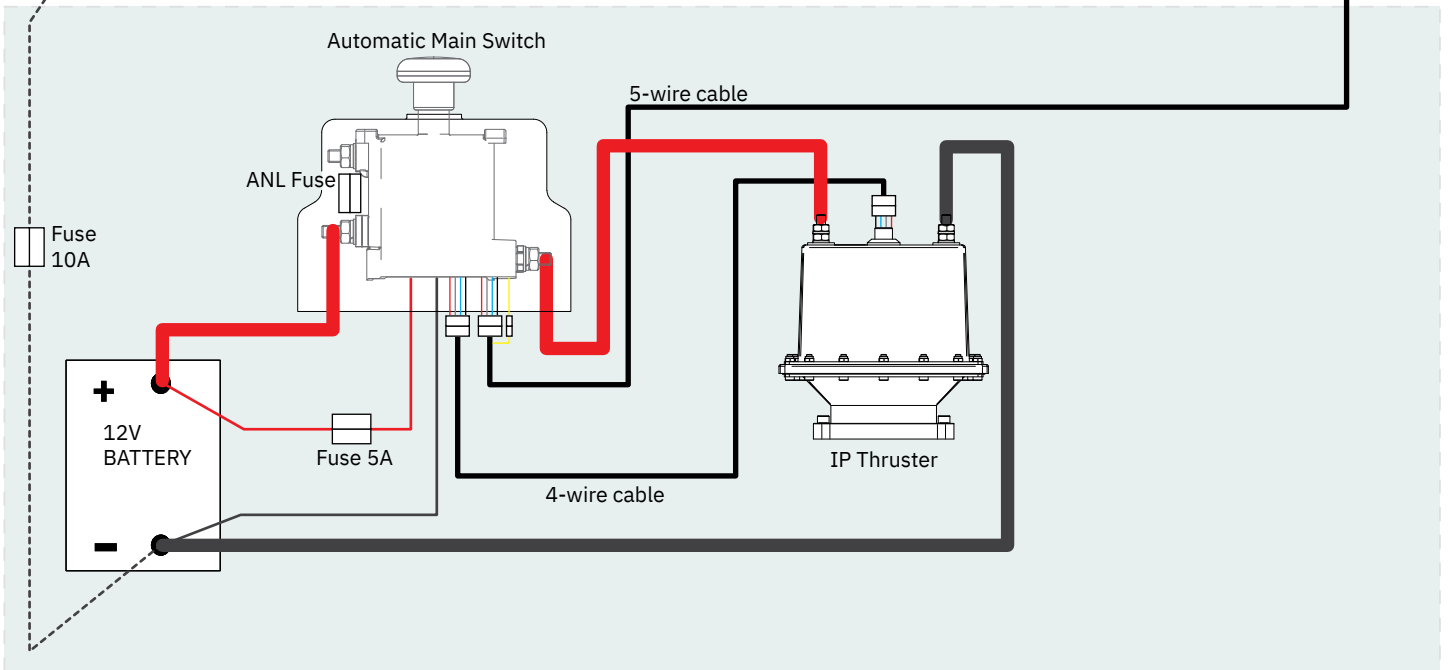 Automatic Main Switch
5-wire cable
ANL Fuse
Fuse
10A
+
12V
BATTERY
Fuse 5A
IP Thruster
4-wire cable
-